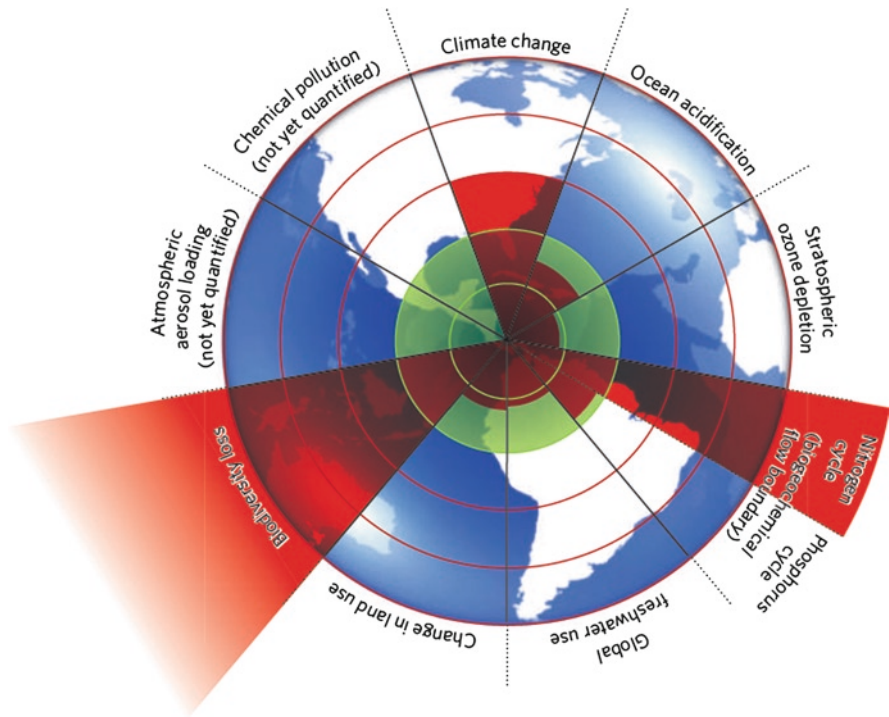 Climate change
Ocean acidification
Stratospheric
ozone depletion
Nitrogen
cycle
(biogeochemical
flow boundary)
Phosphorus
cycle
Global
freshwater use
Change in land use
Biodiversity loss
Atmospheric
aerosol loading
(not yet quantified)
Chemical pollution
(not yet quantified)